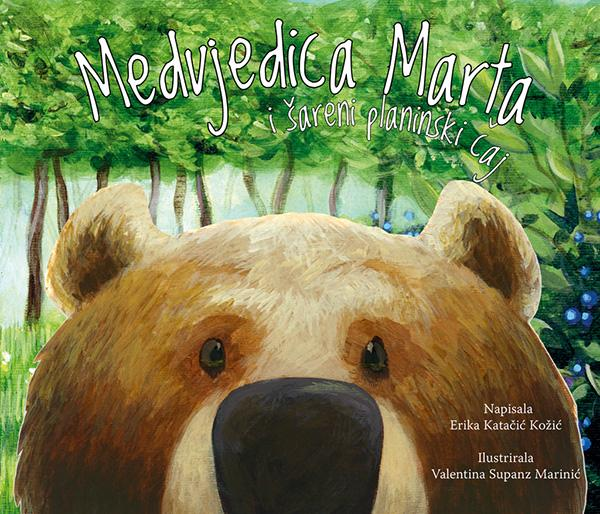 Medvjedica Marta
i šareni planinski čaj
Napisala
Erika Katačić Kožić
Ilustrirala
Valentina Supanz Marinić